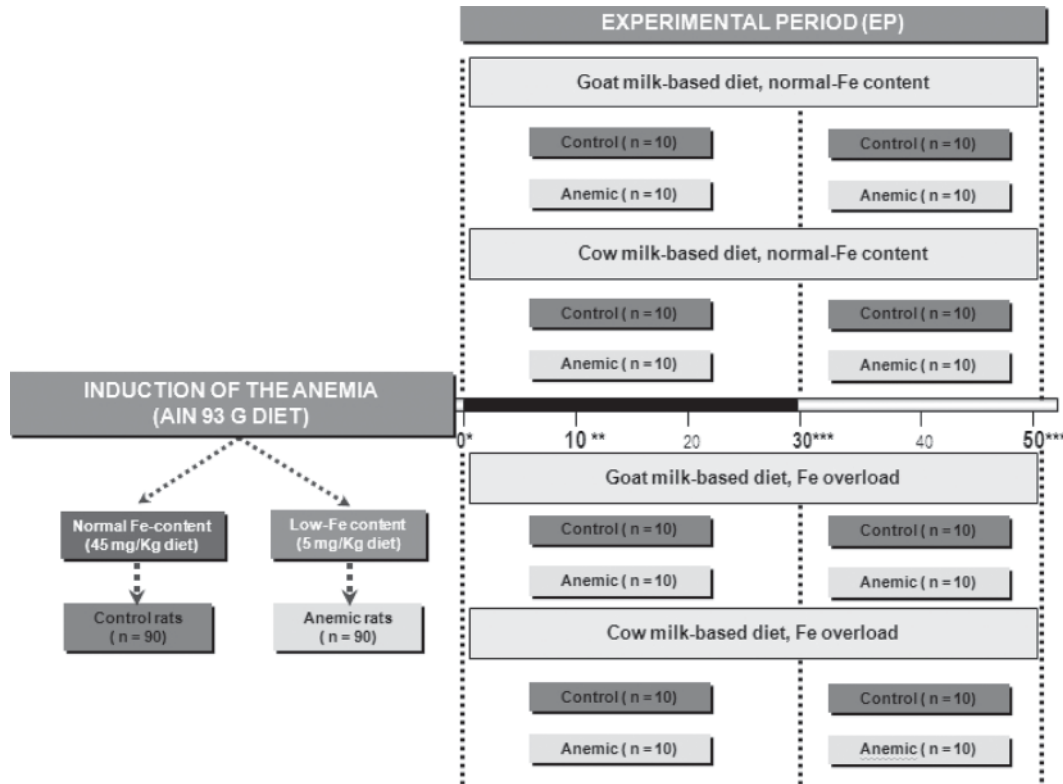 EXPERIMENTAL PERIOD (EP)
Goat milk-based diet, normal-Fe content
Control ( n = 10)
Control ( n = 10)
Anemic ( n = 10)
Anemic ( n = 10)
Cow milk-based diet, normal-Fe content
Control ( n = 10)
Control ( n = 10)
Anemic ( n = 10)
Anemic ( n = 10)
INDUCTION OF THE ANEMIA
(AIN 93 G DIET)
0* 10 ** 20 30*** 40 50***
Goat milk-based diet, Fe overload
Normal Fe-content
(45 mg/Kg diet)
Low-Fe content
(5 mg/Kg diet)
Control ( n = 10)
Control ( n = 10)
Anemic ( n = 10)
Anemic ( n = 10)
Control rats
( n = 90)
Anemic rats
( n = 90)
Cow milk-based diet, Fe overload
Control ( n = 10)
Control ( n = 10)
Anemic ( n = 10)
Anemic ( n = 10)